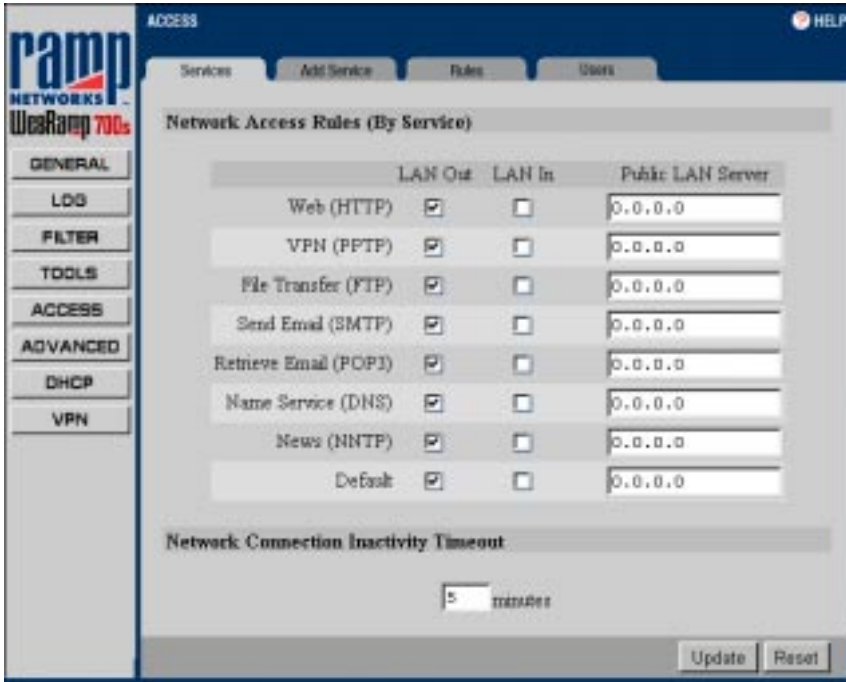 ACCESS
HELP
ramp
NETWORKS
WebRamp 700s
Services
Add Service
Rules
Users
GENERAL
LOG
FILTER
TOOLS
ACCESS
ADVANCED
DHCP
VPN
Network Access Rules (By Service)
LAN Out LAN In Public LAN Server
Web (HTTP) 0.0.0.0
VPN (PPTP) 0.0.0.0
File Transfer (FTP) 0.0.0.0
Send Email (SMTP) 0.0.0.0
Retrieve Email (POP3) 0.0.0.0
Name Service (DNS) 0.0.0.0
News (NNTP) 0.0.0.0
Default 0.0.0.0
Network Connection Inactivity Timeout
5 minutes
Update Reset